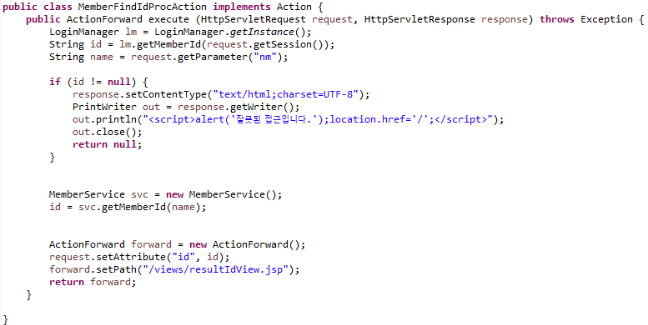 public class MemberFindIdProcAction implements Action {
    public ActionForward execute (HttpServletRequest request, HttpServletResponse response) throws Exception {
        LoginManager lm = LoginManager.getInstance();
        String id = lm.getMemberId(request.getSession());
        String name = request.getParameter("nm");
        if (id != null) {
            response.setContentType("text/html;charset=UTF-8");
            PrintWriter out = response.getWriter();
            out.println("<script>alert('잘못된 접근입니다.');location.href='/';</script>");
            out.close();
            return null;
        }
        MemberService svc = new MemberService();
        id = svc.getMemberId(name);
        ActionForward forward = new ActionForward();
        request.setAttribute("id", id);
        forward.setPath("/views/resultIdView.jsp");
        return forward;
    }
}